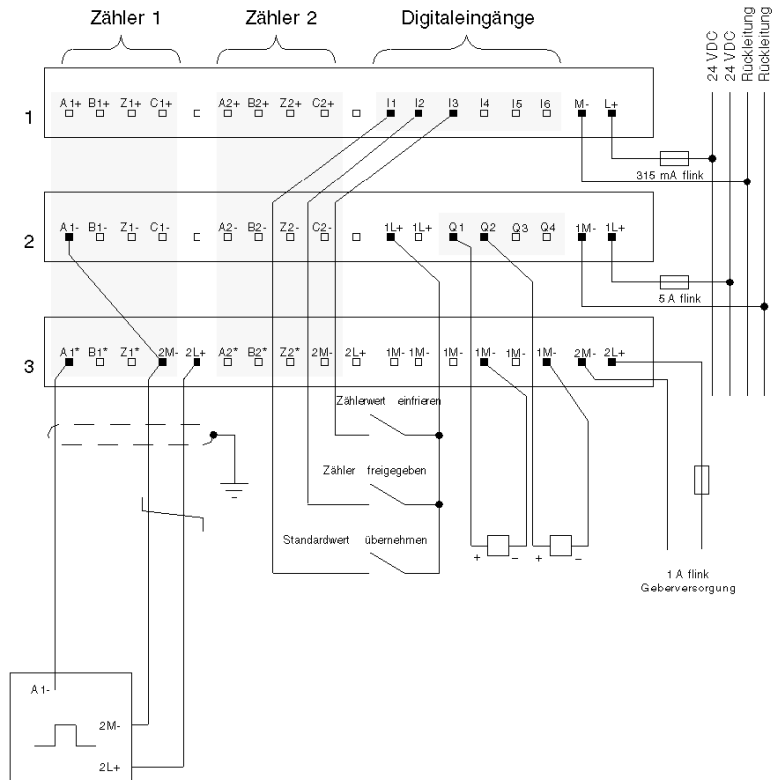 Zähler 1 Zähler 2 Digitaleingänge
24 VDC
24 VDC
Rückleitung
Rückleitung
1
A1+ B1+ Z1+ C1+ A2+ B2+ Z2+ C2+ I1 I2 I3 I4 I5 I6 M- L+
315 mA flink
2
A1- B1- Z1- C1- A2- B2- Z2- C2- 1L+ 1L+ Q1 Q2 Q3 Q4 1M- 1L+
5 A flink
3
A1* B1* Z1* 2M- 2L+ A2* B2* Z2* 2M- 2L+ 1M- 1M- 1M- 1M- 1M- 1M- 2M- 2L+
Zählerwert einfrieren
Zähler freigegeben
Standardwert übernehmen
+ − + −
1 A flink
Geberversorgung
A1-
2M-
2L+